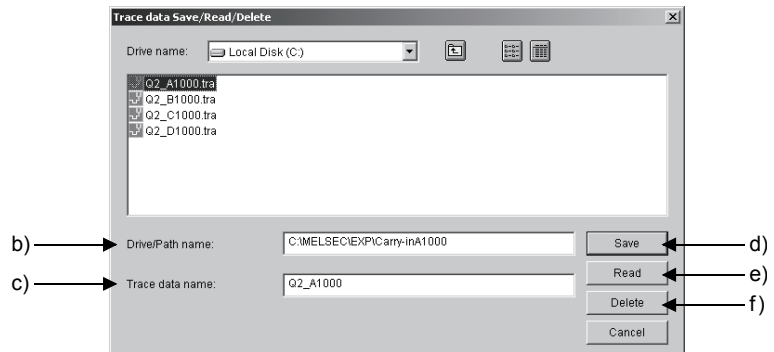 Trace data Save/Read/Delete
Drive name: Local Disk (C:)
Q2_A1000.tra
Q2_B1000.tra
Q2_C1000.tra
Q2_D1000.tra
b) Drive/Path name: C:\MELSEC\EXP\Carry-inA1000 Save d)
Read e)
c) Trace data name: Q2_A1000
Delete f)
Cancel